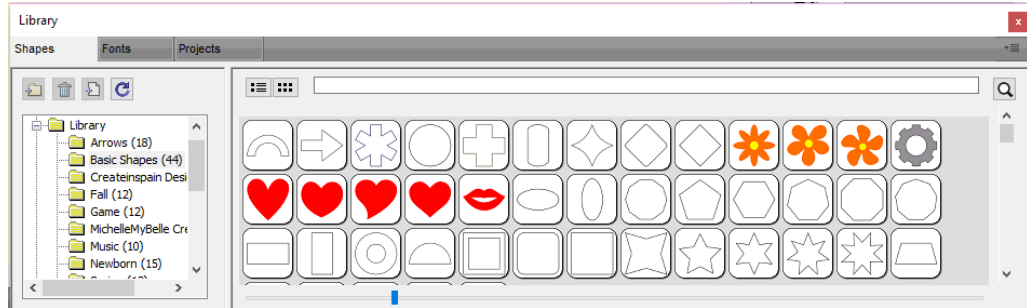 Library
Shapes Fonts Projects
Library
Arrows (18)
Basic Shapes (44)
Createinspain Desi
Fall (12)
Game (12)
MichelleMyBelle Cre
Music (10)
Newborn (15)